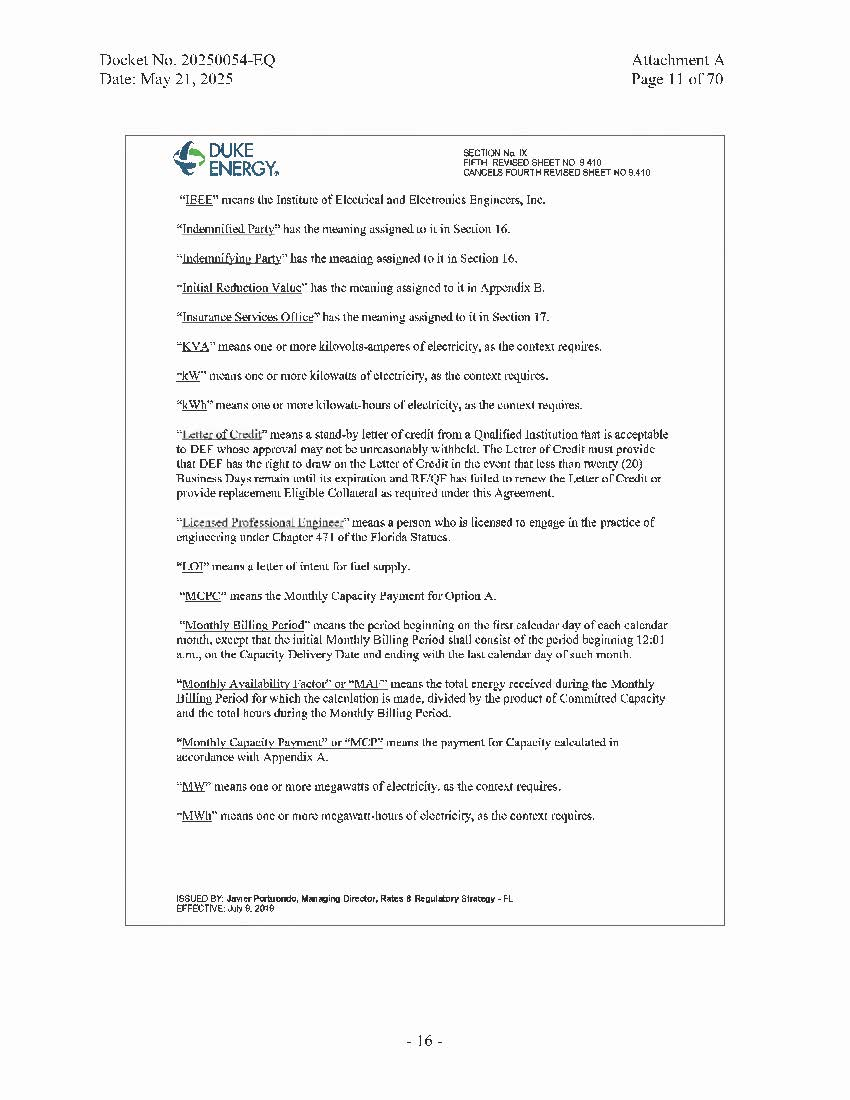 Docket No. 20250054-EQ
Date: May 21, 2025
Attachment A
Page 11 of 70
DUKE
ENERGY®
SECTION No. IX
FIFTH REVISED SHEET NO. 9.410
CANCELS FOURTH REVISED SHEET NO 9.410
“IEEE” means the Institute of Electrical and Electronics Engineers, Inc.
“Indemnified Party” has the meaning assigned to it in Section 16.
“Indemnifying Party” has the meaning assigned to it in Section 16.
“Initial Reduction Value” has the meaning assigned to it in Appendix B.
“Insurance Services Office” has the meaning assigned to it in Section 17.
“KVA” means one or more kilovolts-amperes of electricity, as the context requires.
“kW” means one or more kilowatts of electricity, as the context requires.
“kWh” means one or more kilowatt-hours of electricity, as the context requires.
“Letter of Credit” means a stand-by letter of credit from a Qualified Institution that is acceptable
to DEF whose approval may not be unreasonably withheld. The Letter of Credit must provide
that DEF has the right to draw on the Letter of Credit in the event that less than twenty (20)
Business Days remain until its expiration and RF/QF has failed to renew the Letter of Credit or
provide replacement Eligible Collateral as required under this Agreement.
“Licensed Professional Engineer” means a person who is licensed to engage in the practice of
engineering under Chapter 471 of the Florida Statues.
“LOI” means a letter of intent for fuel supply.
“MCPC” means the Monthly Capacity Payment for Option A.
“Monthly Billing Period” means the period beginning on the first calendar day of each calendar
month, except that the initial Monthly Billing Period shall consist of the period beginning 12:01
a.m., on the Capacity Delivery Date and ending with the last calendar day of such month.
“Monthly Availability Factor” or “MAF” means the total energy received during the Monthly
Billing Period for which the calculation is made, divided by the product of Committed Capacity
and the total hours during the Monthly Billing Period.
“Monthly Capacity Payment” or “MCP” means the payment for Capacity calculated in
accordance with Appendix A.
“MW” means one or more megawatts of electricity, as the context requires.
“MWh” means one or more megawatt-hours of electricity, as the context requires.
ISSUED BY: Javier Portuondo, Managing Director, Rates & Regulatory Strategy - FL
EFFECTIVE: July 9, 2019
- 16 -